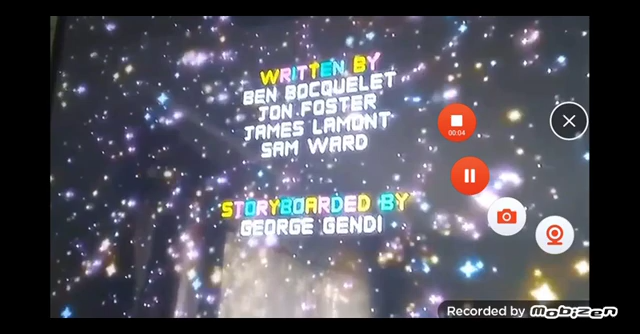 WRITTEN BY
BEN BOCQUELET
JON FOSTER
JAMES LAMONT
SAM WARD
00:04
STORYBOARDED BY
GEORGE GENDI
Recorded by mobizen